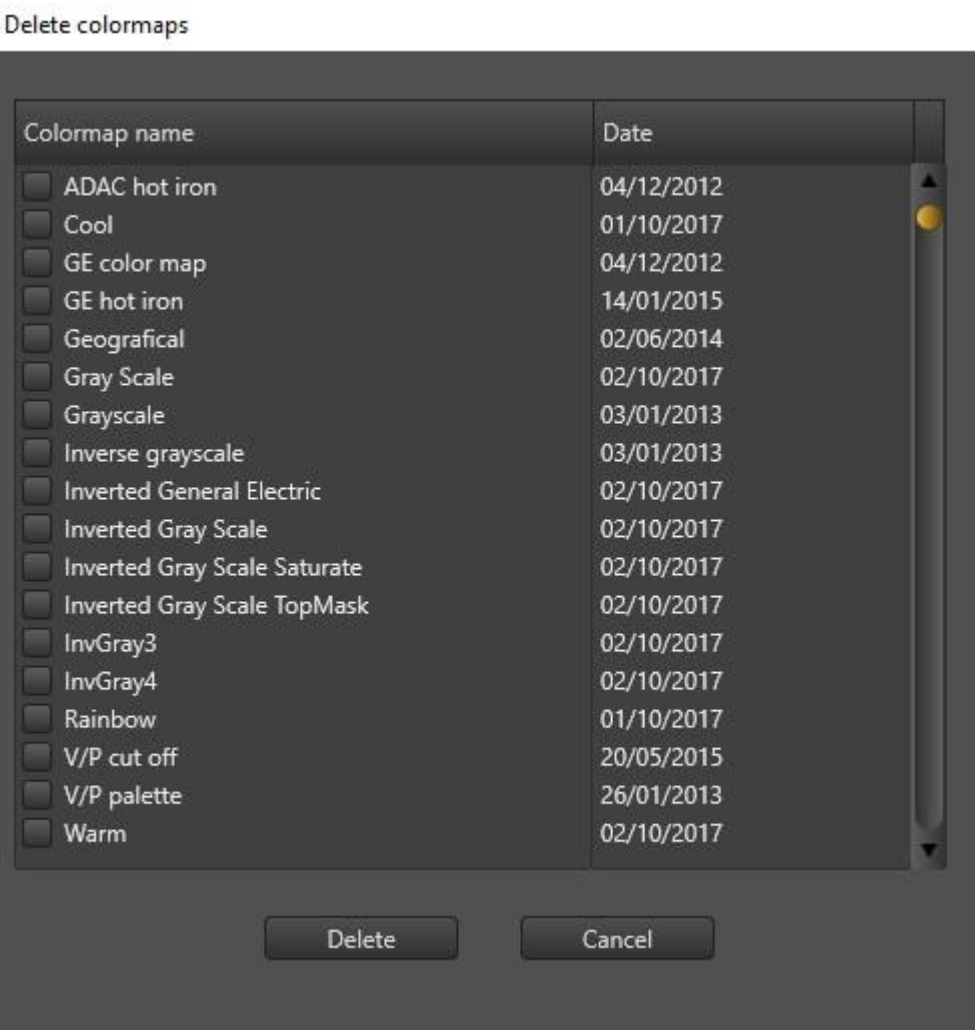 Delete colormaps
Colormap name Date
ADAC hot iron 04/12/2012
Cool 01/10/2017
GE color map 04/12/2012
GE hot iron 14/01/2015
Geografical 02/06/2014
Gray Scale 02/10/2017
Grayscale 03/01/2013
Inverse grayscale 03/01/2013
Inverted General Electric 02/10/2017
Inverted Gray Scale 02/10/2017
Inverted Gray Scale Saturate 02/10/2017
Inverted Gray Scale TopMask 02/10/2017
InvGray3 02/10/2017
InvGray4 02/10/2017
Rainbow 01/10/2017
V/P cut off 20/05/2015
V/P palette 26/01/2013
Warm 02/10/2017
Delete Cancel